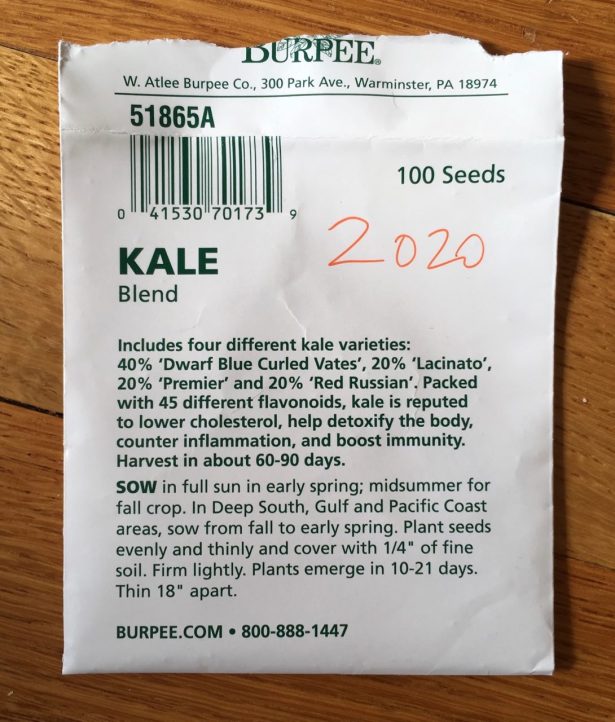 BURPEE®
W. Atlee Burpee Co., 300 Park Ave., Warminster, PA 18974
51865A
100 Seeds
0 41530 70173 9
2020
KALE
Blend
Includes four different kale varieties:
40% ‘Dwarf Blue Curled Vates’, 20% ‘Lacinato’,
20% ‘Premier’ and 20% ‘Red Russian’. Packed
with 45 different flavonoids, kale is reputed
to lower cholesterol, help detoxify the body,
counter inflammation, and boost immunity.
Harvest in about 60-90 days.
SOW in full sun in early spring; midsummer for
fall crop. In Deep South, Gulf and Pacific Coast
areas, sow from fall to early spring. Plant seeds
evenly and thinly and cover with 1/4" of fine
soil. Firm lightly. Plants emerge in 10-21 days.
Thin 18" apart.
BURPEE.COM • 800-888-1447